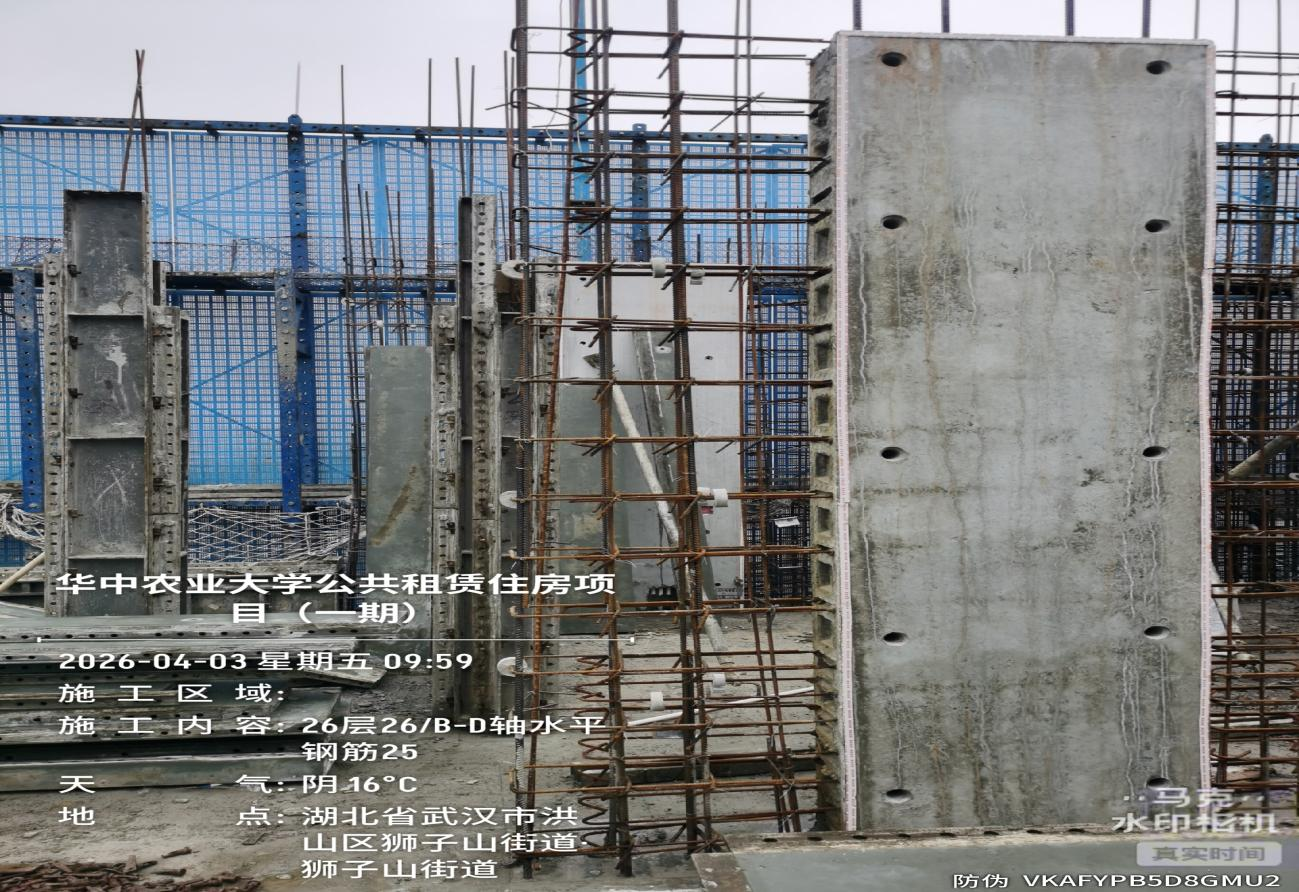 华中农业大学公共租赁住房项
目（一期）
2026-04-03 星期五 09:59
施工区域:
施工内容: 26层26/B-D轴水平
钢筋25
天气: 阴 16°C
地点: 湖北省武汉市洪
山区狮子山街道·
狮子山街道
马克
水印相机
真实时间
防伪 VKAFYPB5D8GMU2